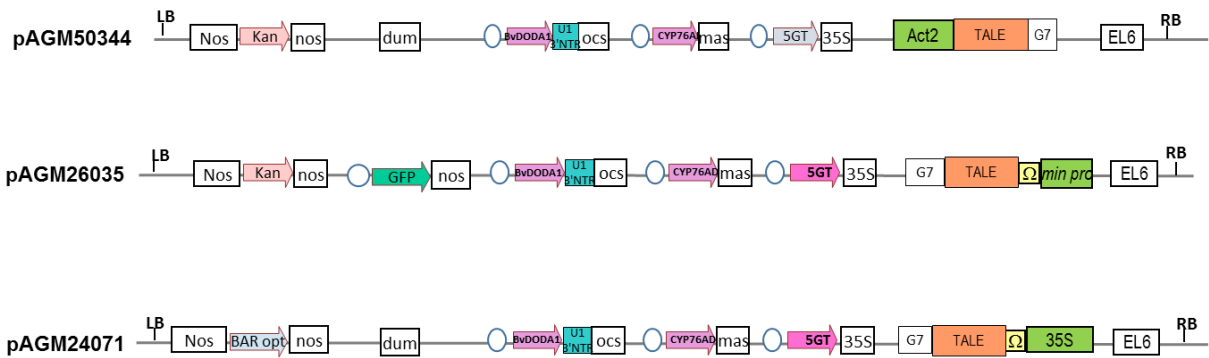 LB RB
pAGM50344 Nos Kan nos dum BvDODA1 U1 3'NTR ocs CYP76AD mas 5GT 35S Act2 TALE G7 EL6
LB RB
pAGM26035 Nos Kan nos GFP nos BvDODA1 U1 3'NTR ocs CYP76AD mas 5GT 35S G7 TALE Ω min pro EL6
LB RB
pAGM24071 Nos BAR opt nos dum BvDODA1 U1 3'NTR ocs CYP76AD mas 5GT 35S G7 TALE Ω 35S EL6